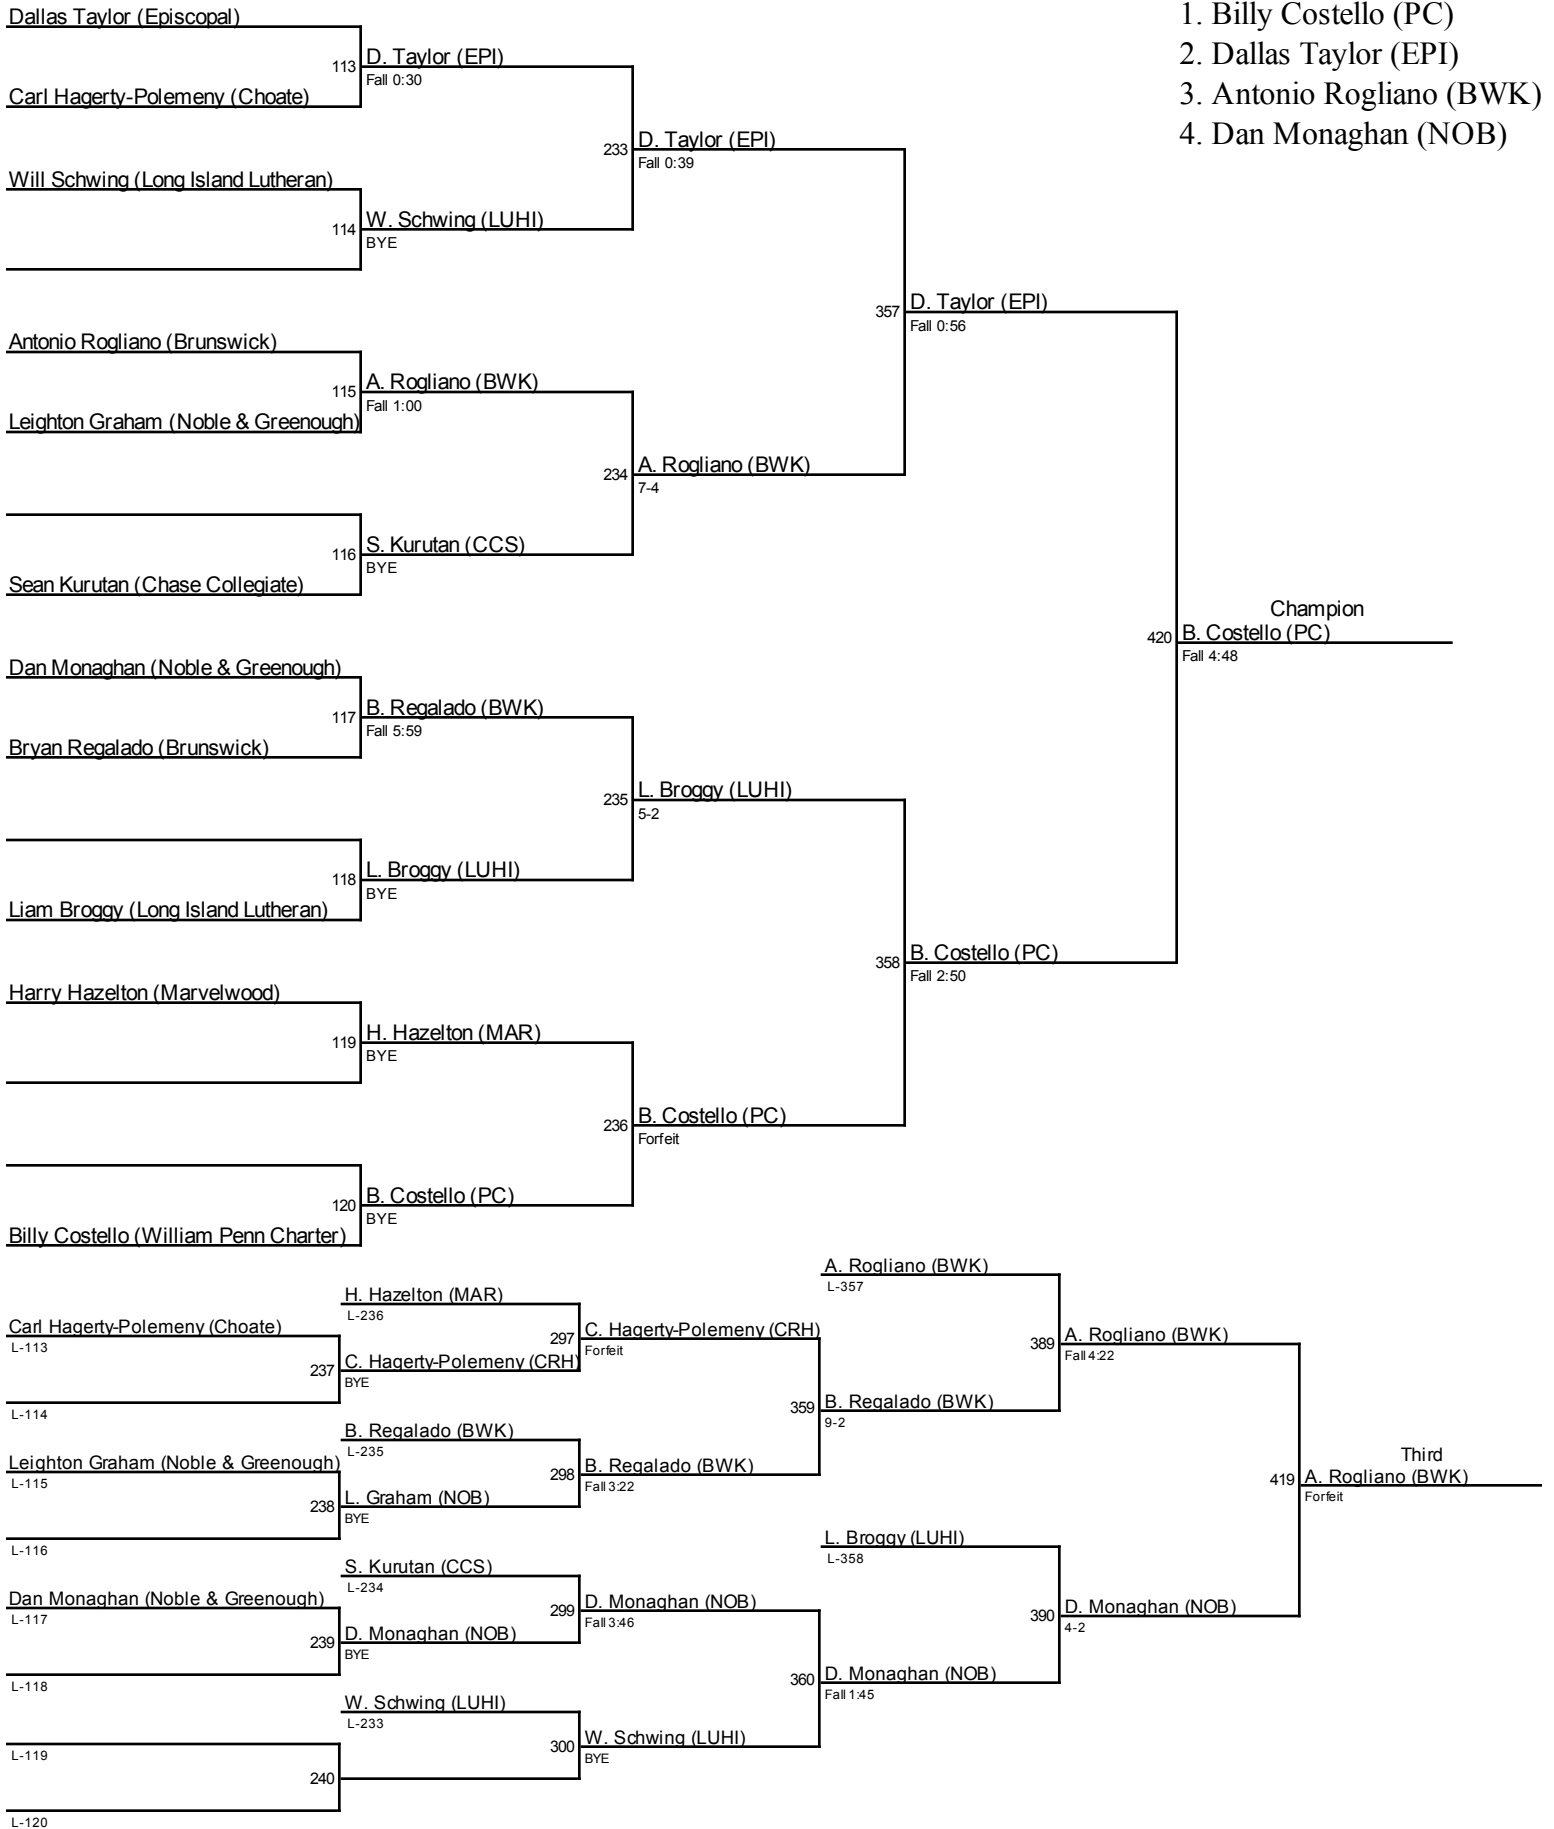 1. Billy Costello (PC)
2. Dallas Taylor (EPI)
3. Antonio Rogliano (BWK)
4. Dan Monaghan (NOB)
Dallas Taylor (Episcopal)
113 D. Taylor (EPI)
Fall 0:30
Carl Hagerty-Polemeny (Choate)
233 D. Taylor (EPI)
Fall 0:39
Will Schwing (Long Island Lutheran)
114 W. Schwing (LUHI)
BYE
357 D. Taylor (EPI)
Fall 0:56
Antonio Rogliano (Brunswick)
115 A. Rogliano (BWK)
Fall 1:00
Leighton Graham (Noble & Greenough)
234 A. Rogliano (BWK)
7-4
116 S. Kurutan (CCS)
BYE
Sean Kurutan (Chase Collegiate)
Champion
420 B. Costello (PC)
Fall 4:48
Dan Monaghan (Noble & Greenough)
117 B. Regalado (BWK)
Fall 5:59
Bryan Regalado (Brunswick)
235 L. Broggy (LUHI)
5-2
118 L. Broggy (LUHI)
BYE
Liam Broggy (Long Island Lutheran)
358 B. Costello (PC)
Fall 2:50
Harry Hazelton (Marvelwood)
119 H. Hazelton (MAR)
BYE
236 B. Costello (PC)
Forfeit
120 B. Costello (PC)
BYE
Billy Costello (William Penn Charter)
A. Rogliano (BWK)
L-357
H. Hazelton (MAR)
L-236
Carl Hagerty-Polemeny (Choate)
L-113
297 C. Hagerty-Polemeny (CRH)
Forfeit
389 A. Rogliano (BWK)
Fall 4:22
237 C. Hagerty-Polemeny (CRH)
BYE
L-114
359 B. Regalado (BWK)
9-2
B. Regalado (BWK)
L-235
Leighton Graham (Noble & Greenough)
L-115
298 B. Regalado (BWK)
Fall 3:22
Third
419 A. Rogliano (BWK)
Forfeit
238 L. Graham (NOB)
BYE
L-116
L. Broggy (LUHI)
L-358
S. Kurutan (CCS)
L-234
Dan Monaghan (Noble & Greenough)
L-117
299 D. Monaghan (NOB)
Fall 3:46
390 D. Monaghan (NOB)
4-2
239 D. Monaghan (NOB)
BYE
L-118
360 D. Monaghan (NOB)
Fall 1:45
W. Schwing (LUHI)
L-233
300 W. Schwing (LUHI)
BYE
L-119
240
L-120